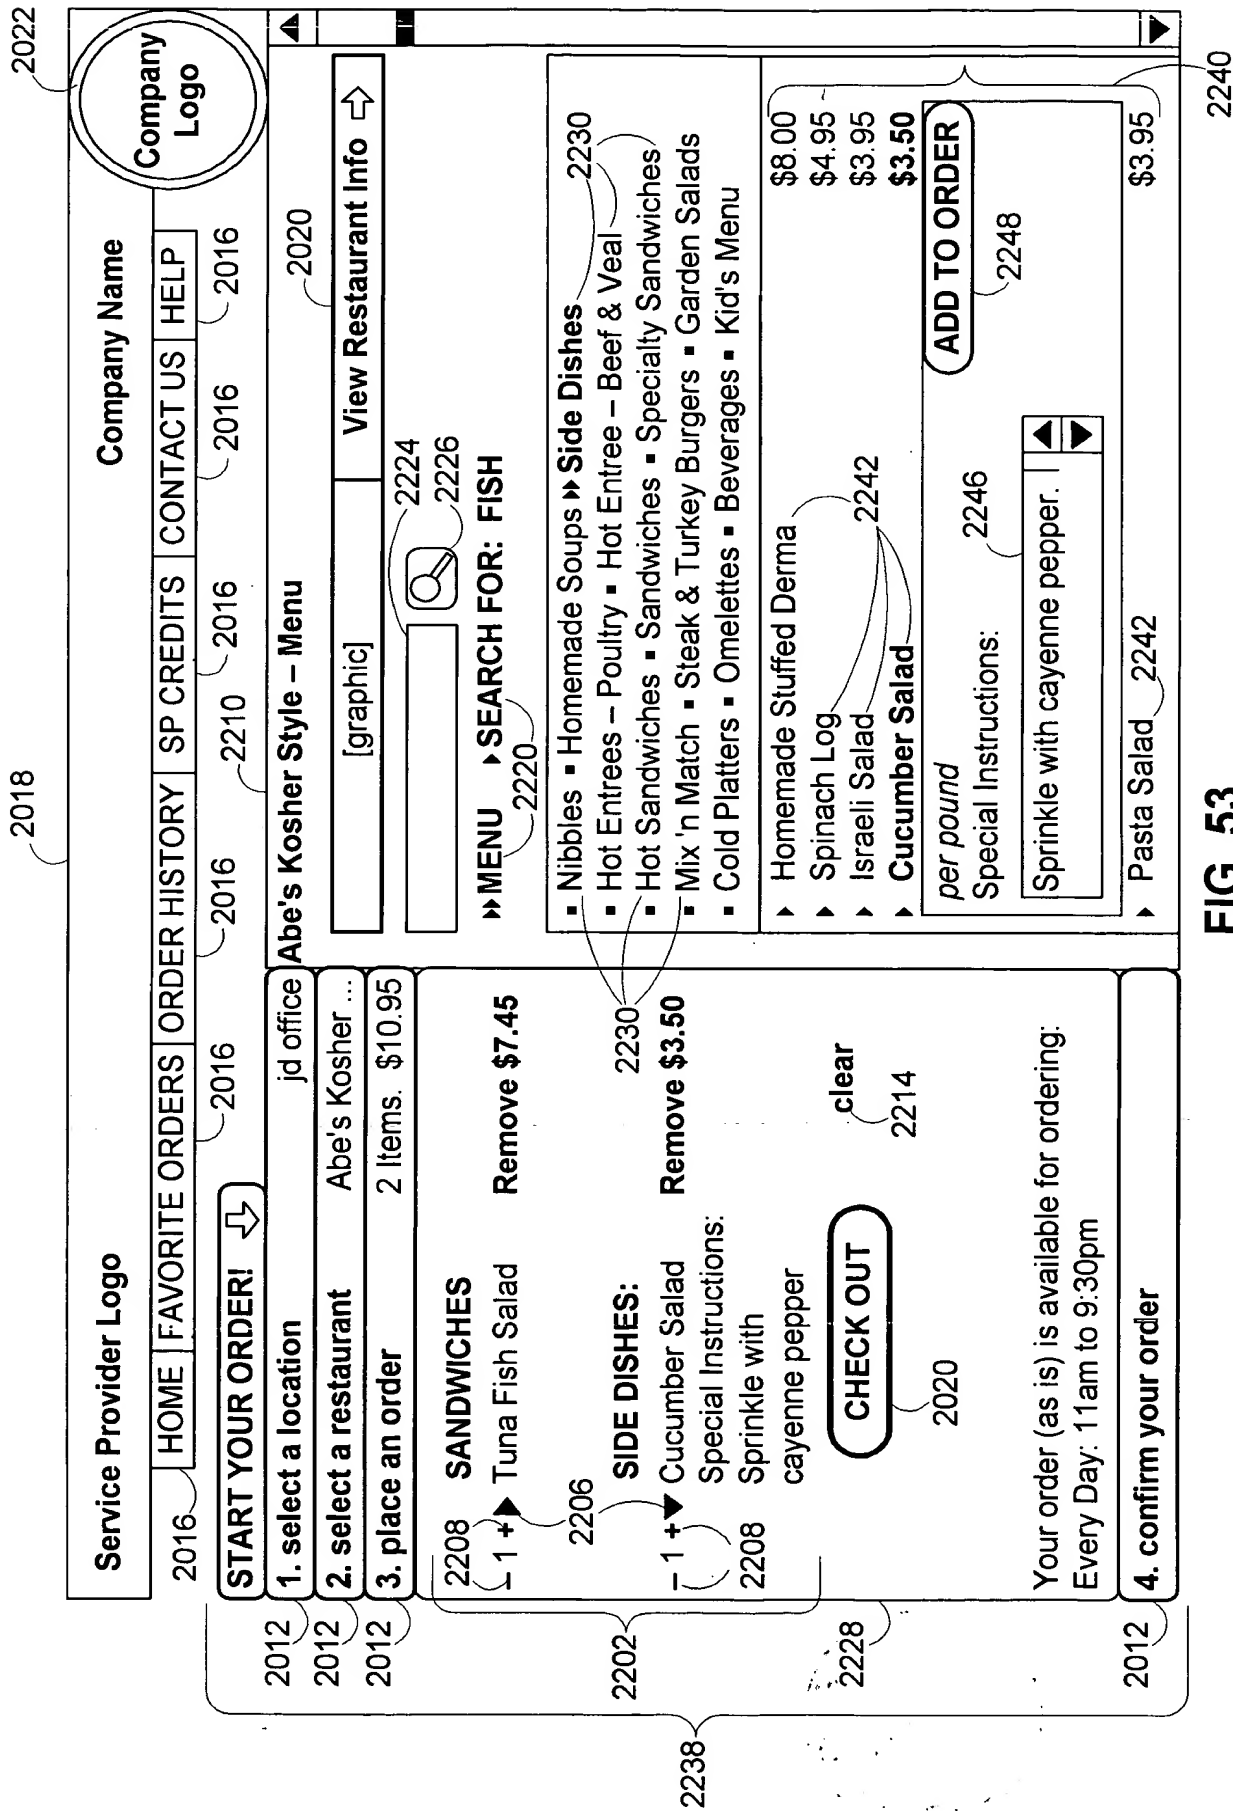 2018
2022
Service Provider Logo
Company Name
Company
Logo
HOME
FAVORITE ORDERS
ORDER HISTORY
SP CREDITS
CONTACT US
HELP
2016
2016
2016
2016
2016
2016
2210
2020
START YOUR ORDER!
2012
1. select a location jd office
2012
2. select a restaurant Abe's Kosher ...
2012
3. place an order 2 Items. $10.95
2208
SANDWICHES
– 1 + Tuna Fish Salad Remove $7.45
2206
2202
SIDE DISHES:
– 1 + Cucumber Salad Remove $3.50
2208
Special Instructions:
Sprinkle with
cayenne pepper
CHECK OUT
clear
2020
2214
2228
Your order (as is) is available for ordering:
Every Day: 11am to 9:30pm
2012
4. confirm your order
2238
Abe's Kosher Style – Menu
[graphic]
View Restaurant Info
2224
2226
MENU
SEARCH FOR: FISH
2220
▪ Nibbles ▪ Homemade Soups Side Dishes
2230
▪ Hot Entrees – Poultry ▪ Hot Entree – Beef & Veal
▪ Hot Sandwiches ▪ Sandwiches ▪ Specialty Sandwiches
2230
▪ Mix 'n Match ▪ Steak & Turkey Burgers ▪ Garden Salads
▪ Cold Platters ▪ Omelettes ▪ Beverages ▪ Kid's Menu
Homemade Stuffed Derma $8.00
Spinach Log $4.95
2242
Israeli Salad $3.95
Cucumber Salad $3.50
per pound
ADD TO ORDER
Special Instructions:
2246
2248
Sprinkle with cayenne pepper.
Pasta Salad 2242 $3.95
2240
FIG. 53